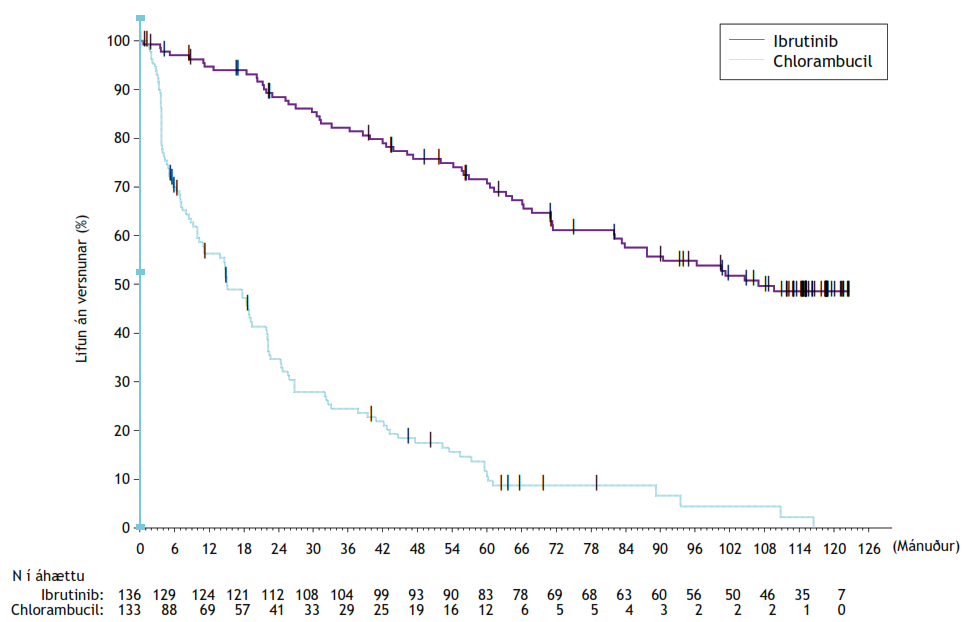 Ibrutinib
Chlorambucil
100
90
80
70
60
50
40
30
20
10
0
Lifun án versnunar (%)
0 6 12 18 24 30 36 42 48 54 60 66 72 78 84 90 96 102 108 114 120 126 (Mánuður)
N í áhættu
Ibrutinib: 136 129 124 121 112 108 104 99 93 90 83 78 69 68 63 60 56 50 46 35 7
Chlorambucil: 133 88 69 57 41 33 29 25 19 16 12 6 5 5 4 3 2 2 2 1 0